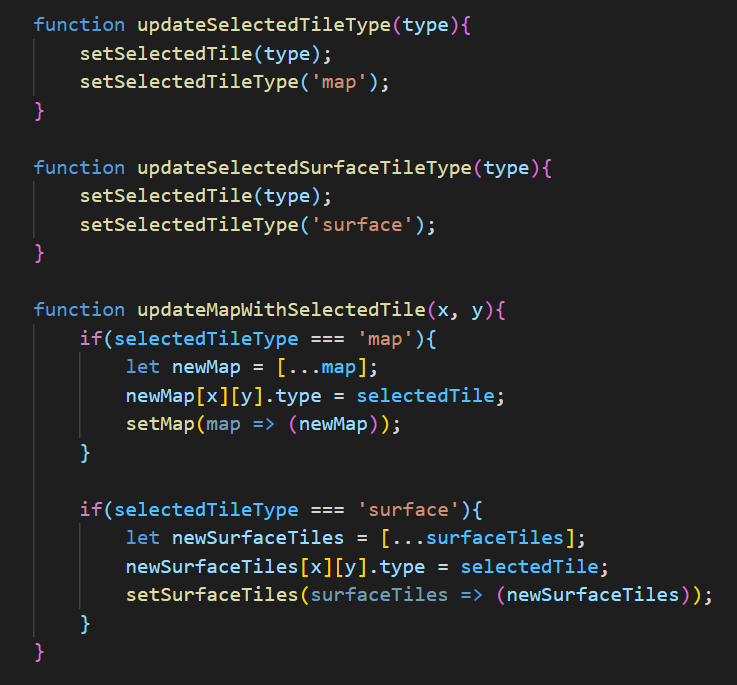 function updateSelectedTileType(type){
    setSelectedTile(type);
    setSelectedTileType('map');
}
function updateSelectedSurfaceTileType(type){
    setSelectedTile(type);
    setSelectedTileType('surface');
}
function updateMapWithSelectedTile(x, y){
    if(selectedTileType === 'map'){
        let newMap = [...map];
        newMap[x][y].type = selectedTile;
        setMap(map => (newMap));
    }
    if(selectedTileType === 'surface'){
        let newSurfaceTiles = [...surfaceTiles];
        newSurfaceTiles[x][y].type = selectedTile;
        setSurfaceTiles(surfaceTiles => (newSurfaceTiles));
    }
}